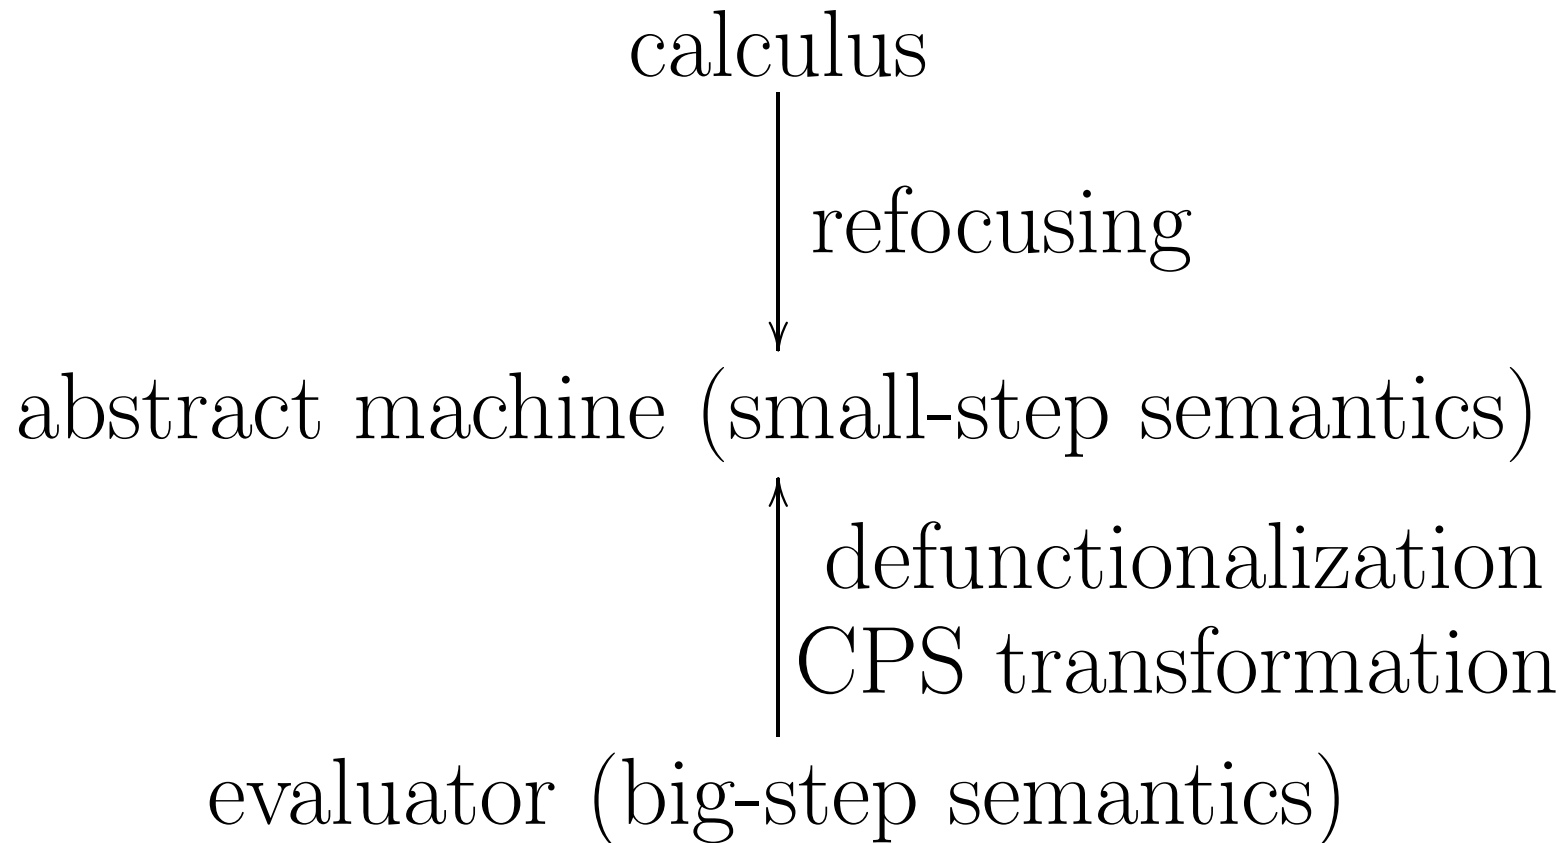 calculus
refocusing
abstract machine (small-step semantics)
defunctionalization
CPS transformation
evaluator (big-step semantics)